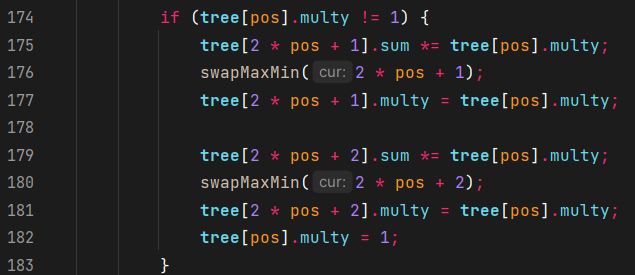 174 if (tree[pos].multy != 1) {
175 tree[2 * pos + 1].sum *= tree[pos].multy;
176 swapMaxMin( cur: 2 * pos + 1);
177 tree[2 * pos + 1].multy = tree[pos].multy;
178
179 tree[2 * pos + 2].sum *= tree[pos].multy;
180 swapMaxMin( cur: 2 * pos + 2);
181 tree[2 * pos + 2].multy = tree[pos].multy;
182 tree[pos].multy = 1;
183 }